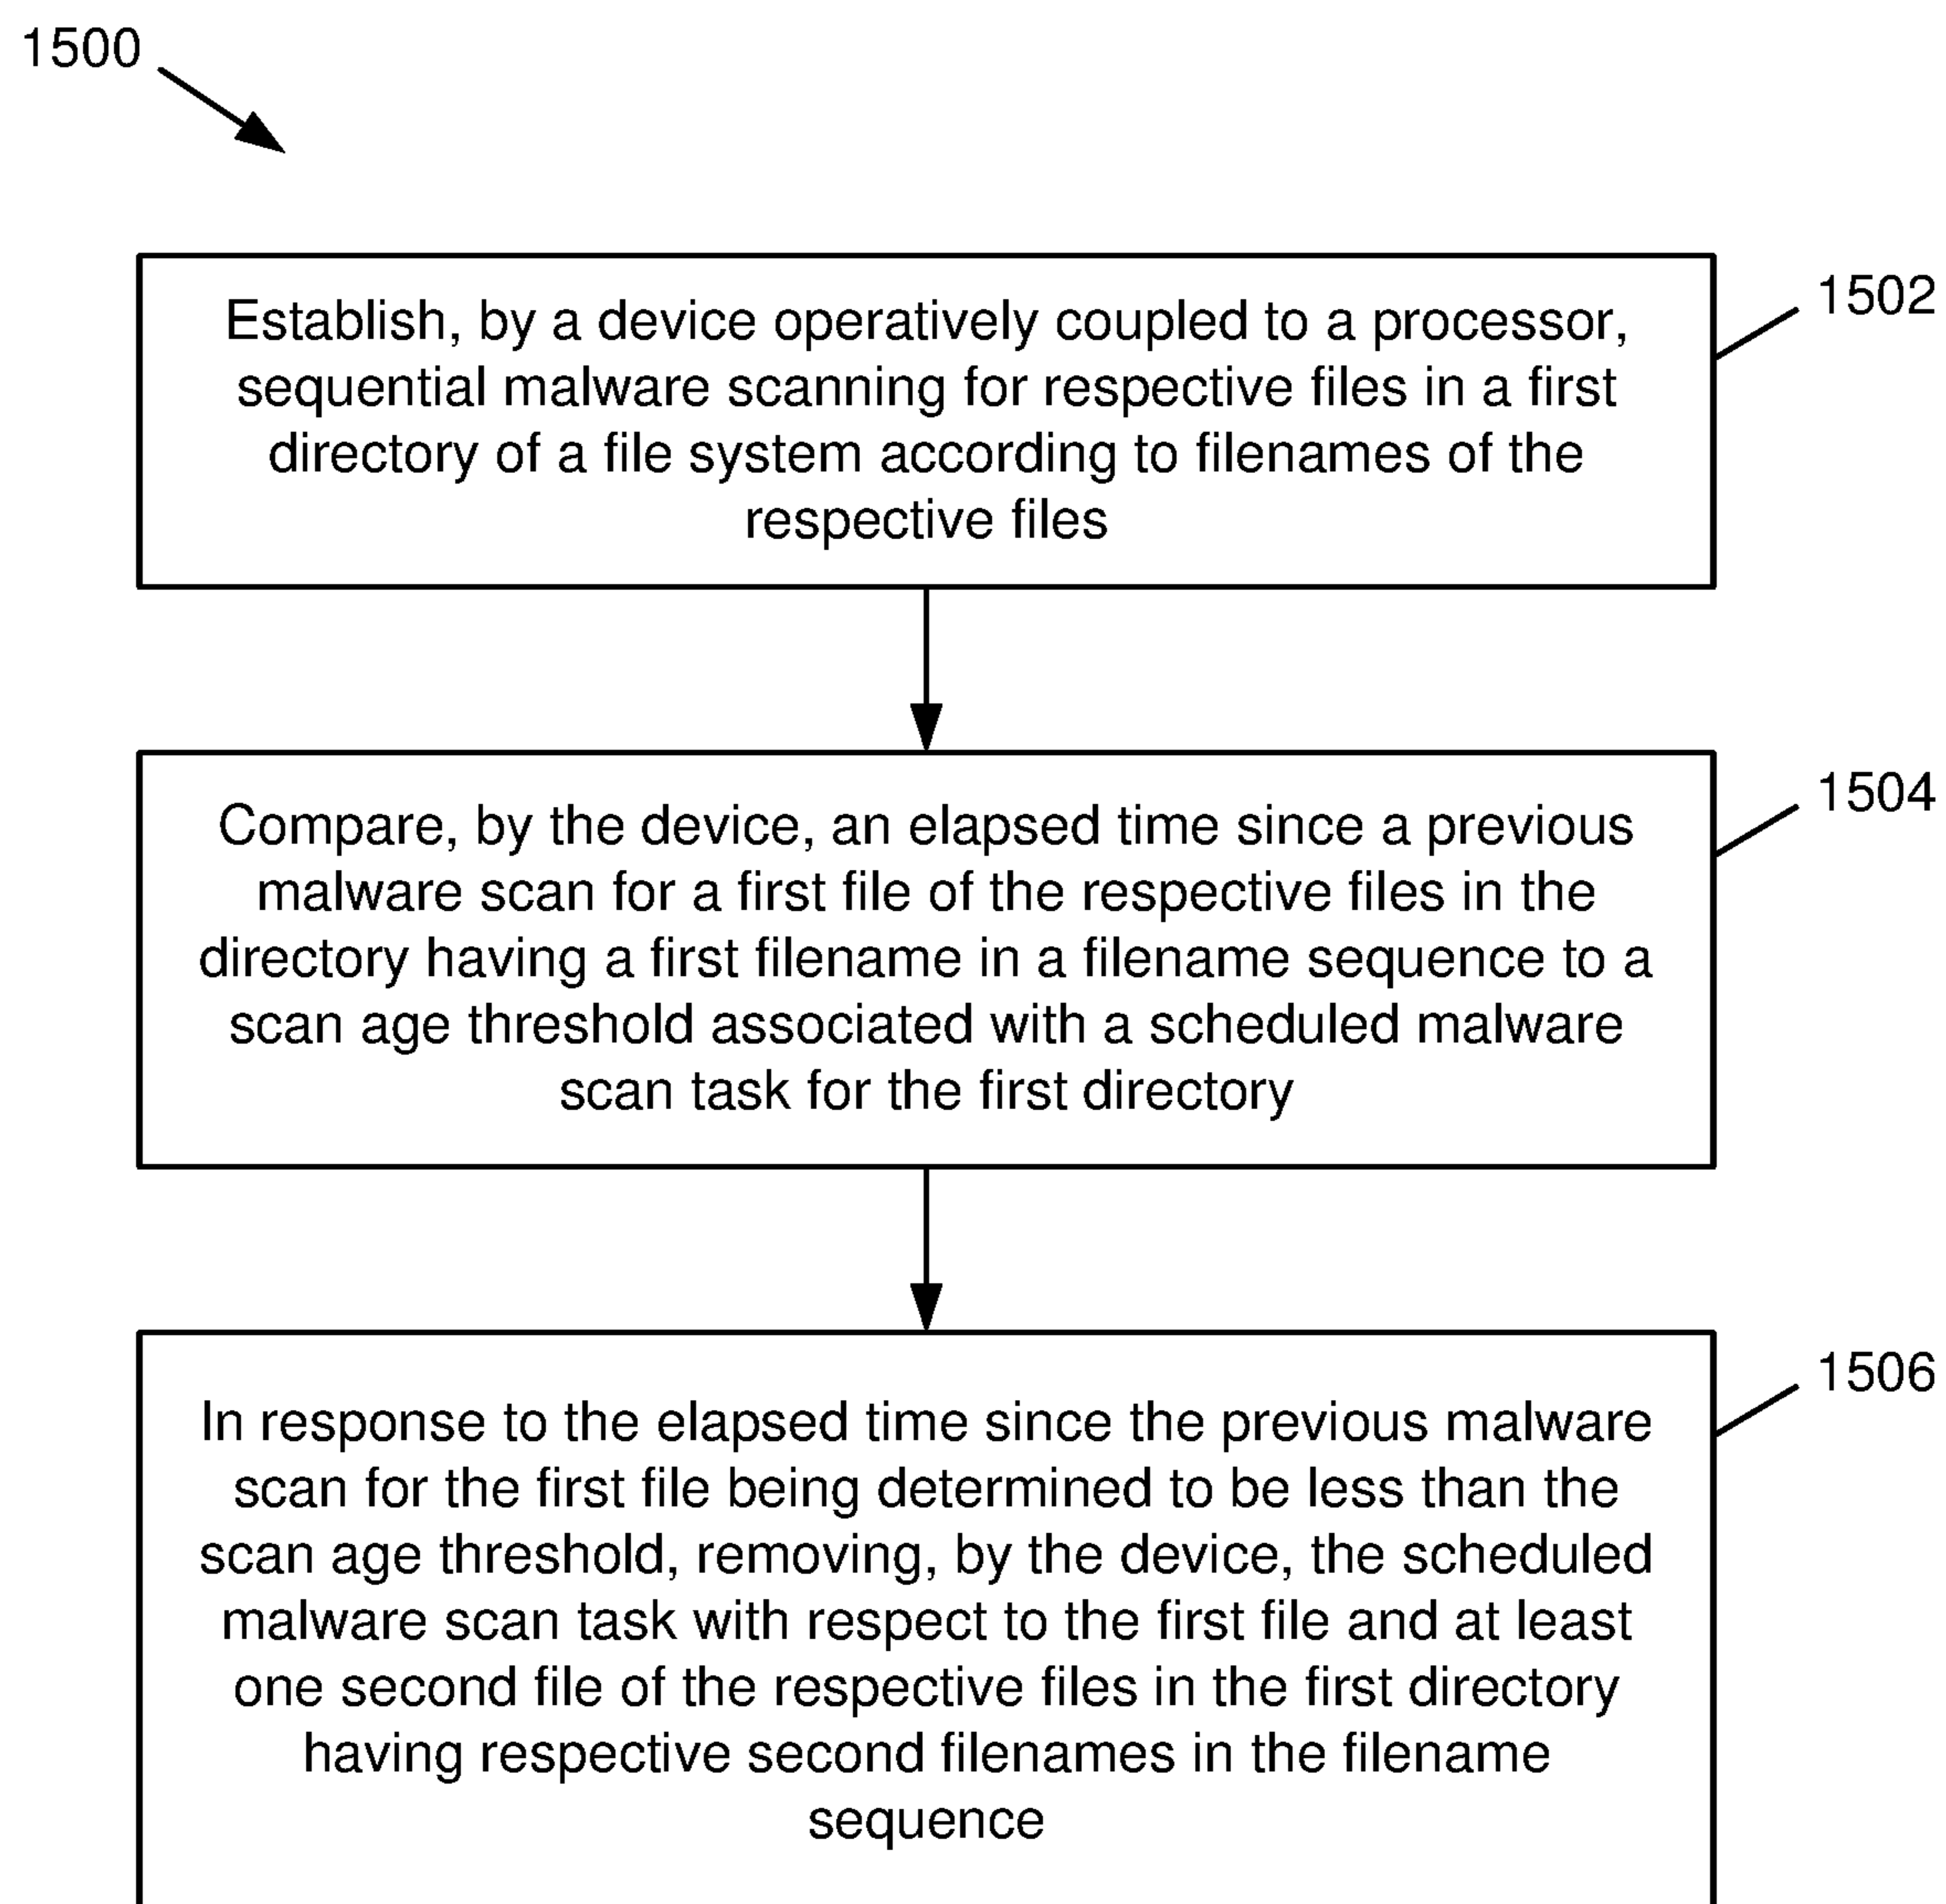 1500
1502
Establish, by a device operatively coupled to a processor,
sequential malware scanning for respective files in a first
directory of a file system according to filenames of the
respective files
1504
Compare, by the device, an elapsed time since a previous
malware scan for a first file of the respective files in the
directory having a first filename in a filename sequence to a
scan age threshold associated with a scheduled malware
scan task for the first directory
1506
In response to the elapsed time since the previous malware
scan for the first file being determined to be less than the
scan age threshold, removing, by the device, the scheduled
malware scan task with respect to the first file and at least
one second file of the respective files in the first directory
having respective second filenames in the filename
sequence